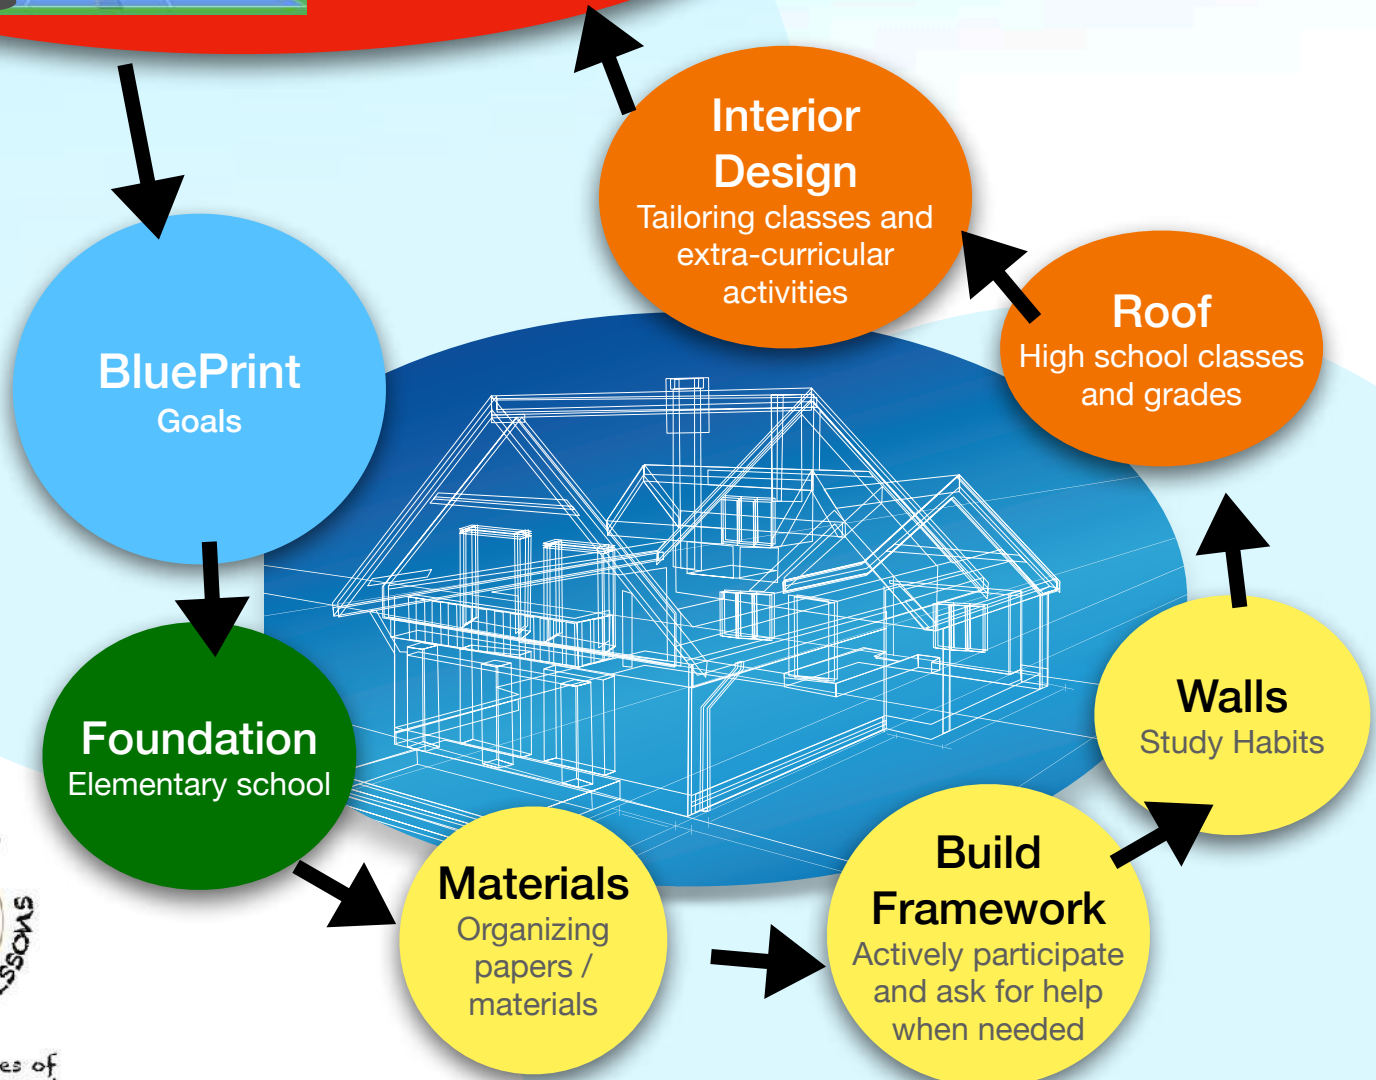 Interior
Design
Tailoring classes and
extra-curricular
activities
Roof
High school classes
and grades
BluePrint
Goals
Foundation
Elementary school
Walls
Study Habits
Materials
Organizing
papers /
materials
Build
Framework
Actively participate
and ask for help
when needed
of